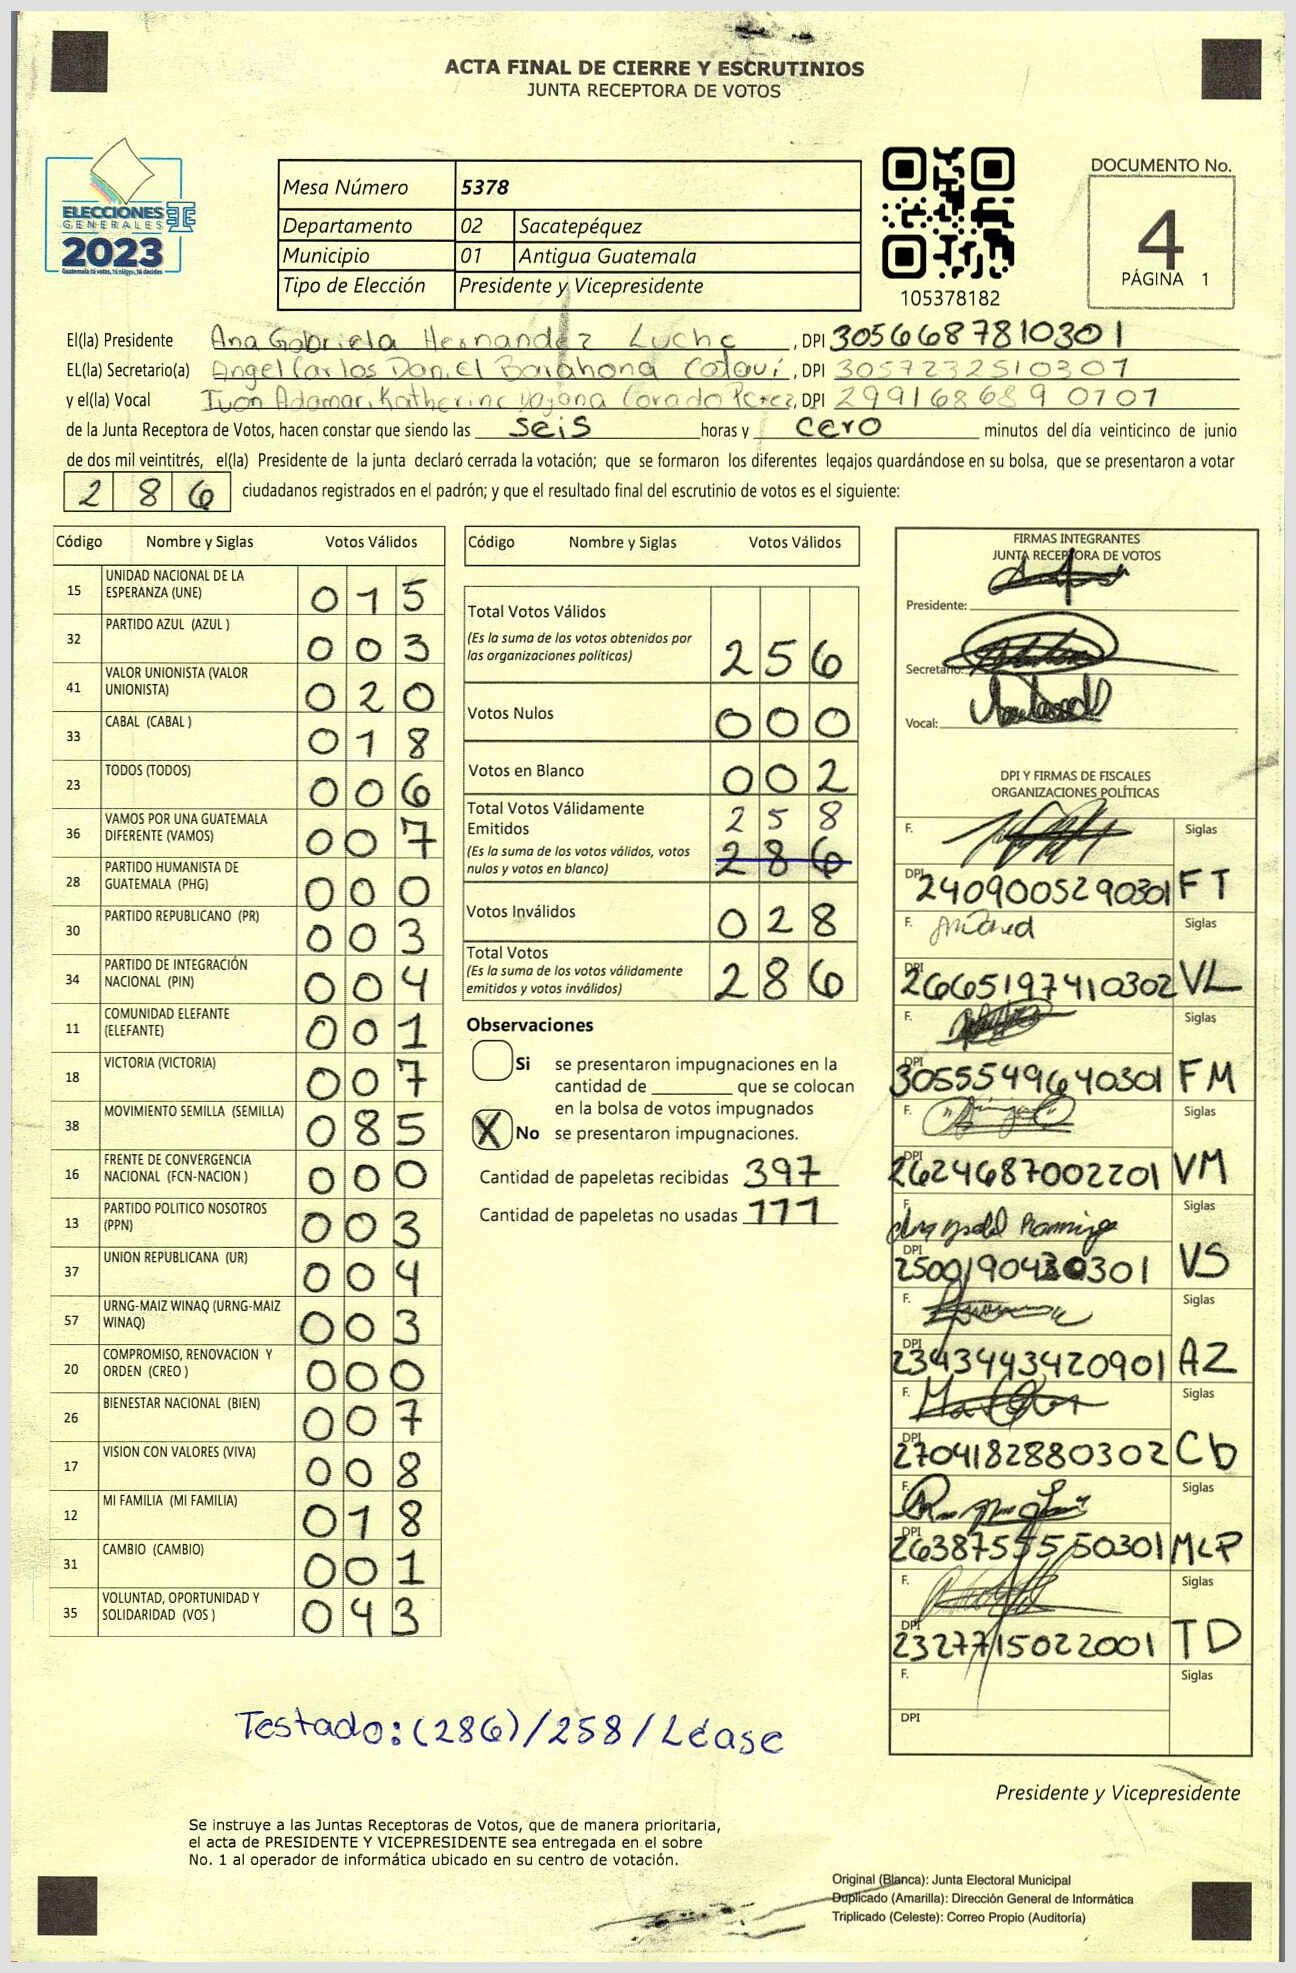 ACTA FINAL DE CIERRE Y ESCRUTINIOS
JUNTA RECEPTORA DE VOTOS
ELECCIONES
GENERALES
2023
Guatemala tú votas, tú eliges, tú decides
Mesa Número 5378
Departamento 02 Sacatepéquez
Municipio 01 Antigua Guatemala
Tipo de Elección Presidente y Vicepresidente
105378182
DOCUMENTO No.
4
PÁGINA 1
El(la) Presidente Ana Gabriela Hernandez Luche, DPI 3056687810301
EL(la) Secretario(a) Angel Carlos Daniel Barahona, DPI 3057232510307
y el(la) Vocal Katherine Dayana Corado Perez, DPI 2991686890101
de la Junta Receptora de Votos, hacen constar que siendo las seis horas y cero minutos del día veinticinco de junio
de dos mil veintitrés, el(la) Presidente de la junta declaró cerrada la votación; que se formaron los diferentes legajos guardándose en su bolsa, que se presentaron a votar
286 ciudadanos registrados en el padrón; y que el resultado final del escrutinio de votos es el siguiente:
Código Nombre y Siglas Votos Válidos
15 UNIDAD NACIONAL DE LA ESPERANZA (UNE) 015
32 PARTIDO AZUL (AZUL ) 003
41 VALOR UNIONISTA (VALOR UNIONISTA) 020
33 CABAL (CABAL ) 018
23 TODOS (TODOS) 006
36 VAMOS POR UNA GUATEMALA DIFERENTE (VAMOS) 007
28 PARTIDO HUMANISTA DE GUATEMALA (PHG) 000
30 PARTIDO REPUBLICANO (PR) 003
34 PARTIDO DE INTEGRACIÓN NACIONAL (PIN) 004
11 COMUNIDAD ELEFANTE (ELEFANTE) 001
18 VICTORIA (VICTORIA) 007
38 MOVIMIENTO SEMILLA (SEMILLA) 085
16 FRENTE DE CONVERGENCIA NACIONAL (FCN-NACION ) 000
13 PARTIDO POLITICO NOSOTROS (PPN) 003
37 UNION REPUBLICANA (UR) 004
57 URNG-MAIZ WINAQ (URNG-MAIZ WINAQ) 003
20 COMPROMISO, RENOVACION Y ORDEN (CREO ) 000
26 BIENESTAR NACIONAL (BIEN) 007
17 VISION CON VALORES (VIVA) 008
12 MI FAMILIA (MI FAMILIA) 018
31 CAMBIO (CAMBIO) 001
35 VOLUNTAD, OPORTUNIDAD Y SOLIDARIDAD (VOS ) 043
Código Nombre y Siglas Votos Válidos
Total Votos Válidos
(Es la suma de los votos obtenidos por
las organizaciones políticas) 256
Votos Nulos 000
Votos en Blanco 002
Total Votos Válidamente
Emitidos 258
(Es la suma de los votos válidos, votos
nulos y votos en blanco) 286
Votos Inválidos 028
Total Votos
(Es la suma de los votos válidamente
emitidos y votos inválidos) 286
Observaciones
Si se presentaron impugnaciones en la
cantidad de ________ que se colocan
en la bolsa de votos impugnados
X No se presentaron impugnaciones.
Cantidad de papeletas recibidas 397
Cantidad de papeletas no usadas 111
FIRMAS INTEGRANTES
JUNTA RECEPTORA DE VOTOS
Presidente:
Secretario:
Vocal:
DPI Y FIRMAS DE FISCALES
ORGANIZACIONES POLÍTICAS
F. Siglas
DPI 2409005290301 FT
F. Siglas
DPI 2665197410302 VL
F. Siglas
DPI 3055549640301 FM
F. Siglas
DPI 2624687002201 VM
F. Siglas
DPI VS
F. Siglas
DPI 2343443420901 AZ
F. Siglas
DPI 2704182880302 Cb
F. Siglas
DPI 2638755550301 MLP
F. Siglas
DPI 2327715022001 TD
F. Siglas
DPI
Testado: (286)/258/Léase
Presidente y Vicepresidente
Se instruye a las Juntas Receptoras de Votos, que de manera prioritaria,
el acta de PRESIDENTE Y VICEPRESIDENTE sea entregada en el sobre
No. 1 al operador de informática ubicado en su centro de votación.
Original (Blanca): Junta Electoral Municipal
Duplicado (Amarilla): Dirección General de Informática
Triplicado (Celeste): Correo Propio (Auditoría)